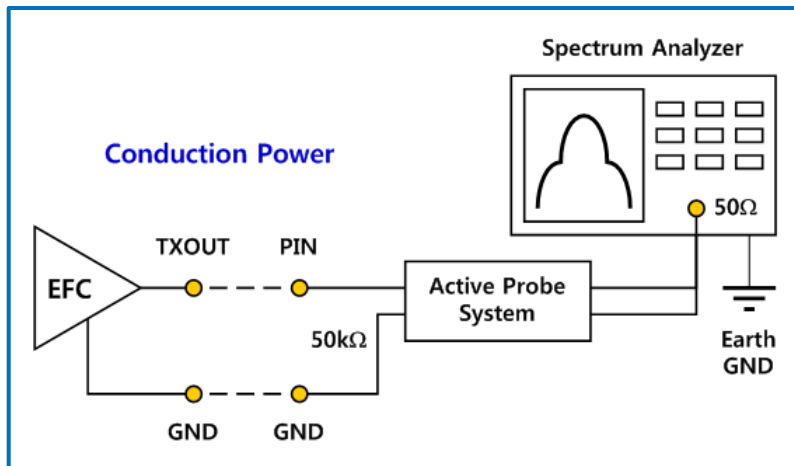 Spectrum Analyzer
Conduction Power
50Ω
TXOUT
PIN
EFC
Active Probe
System
50kΩ
Earth
GND
GND
GND